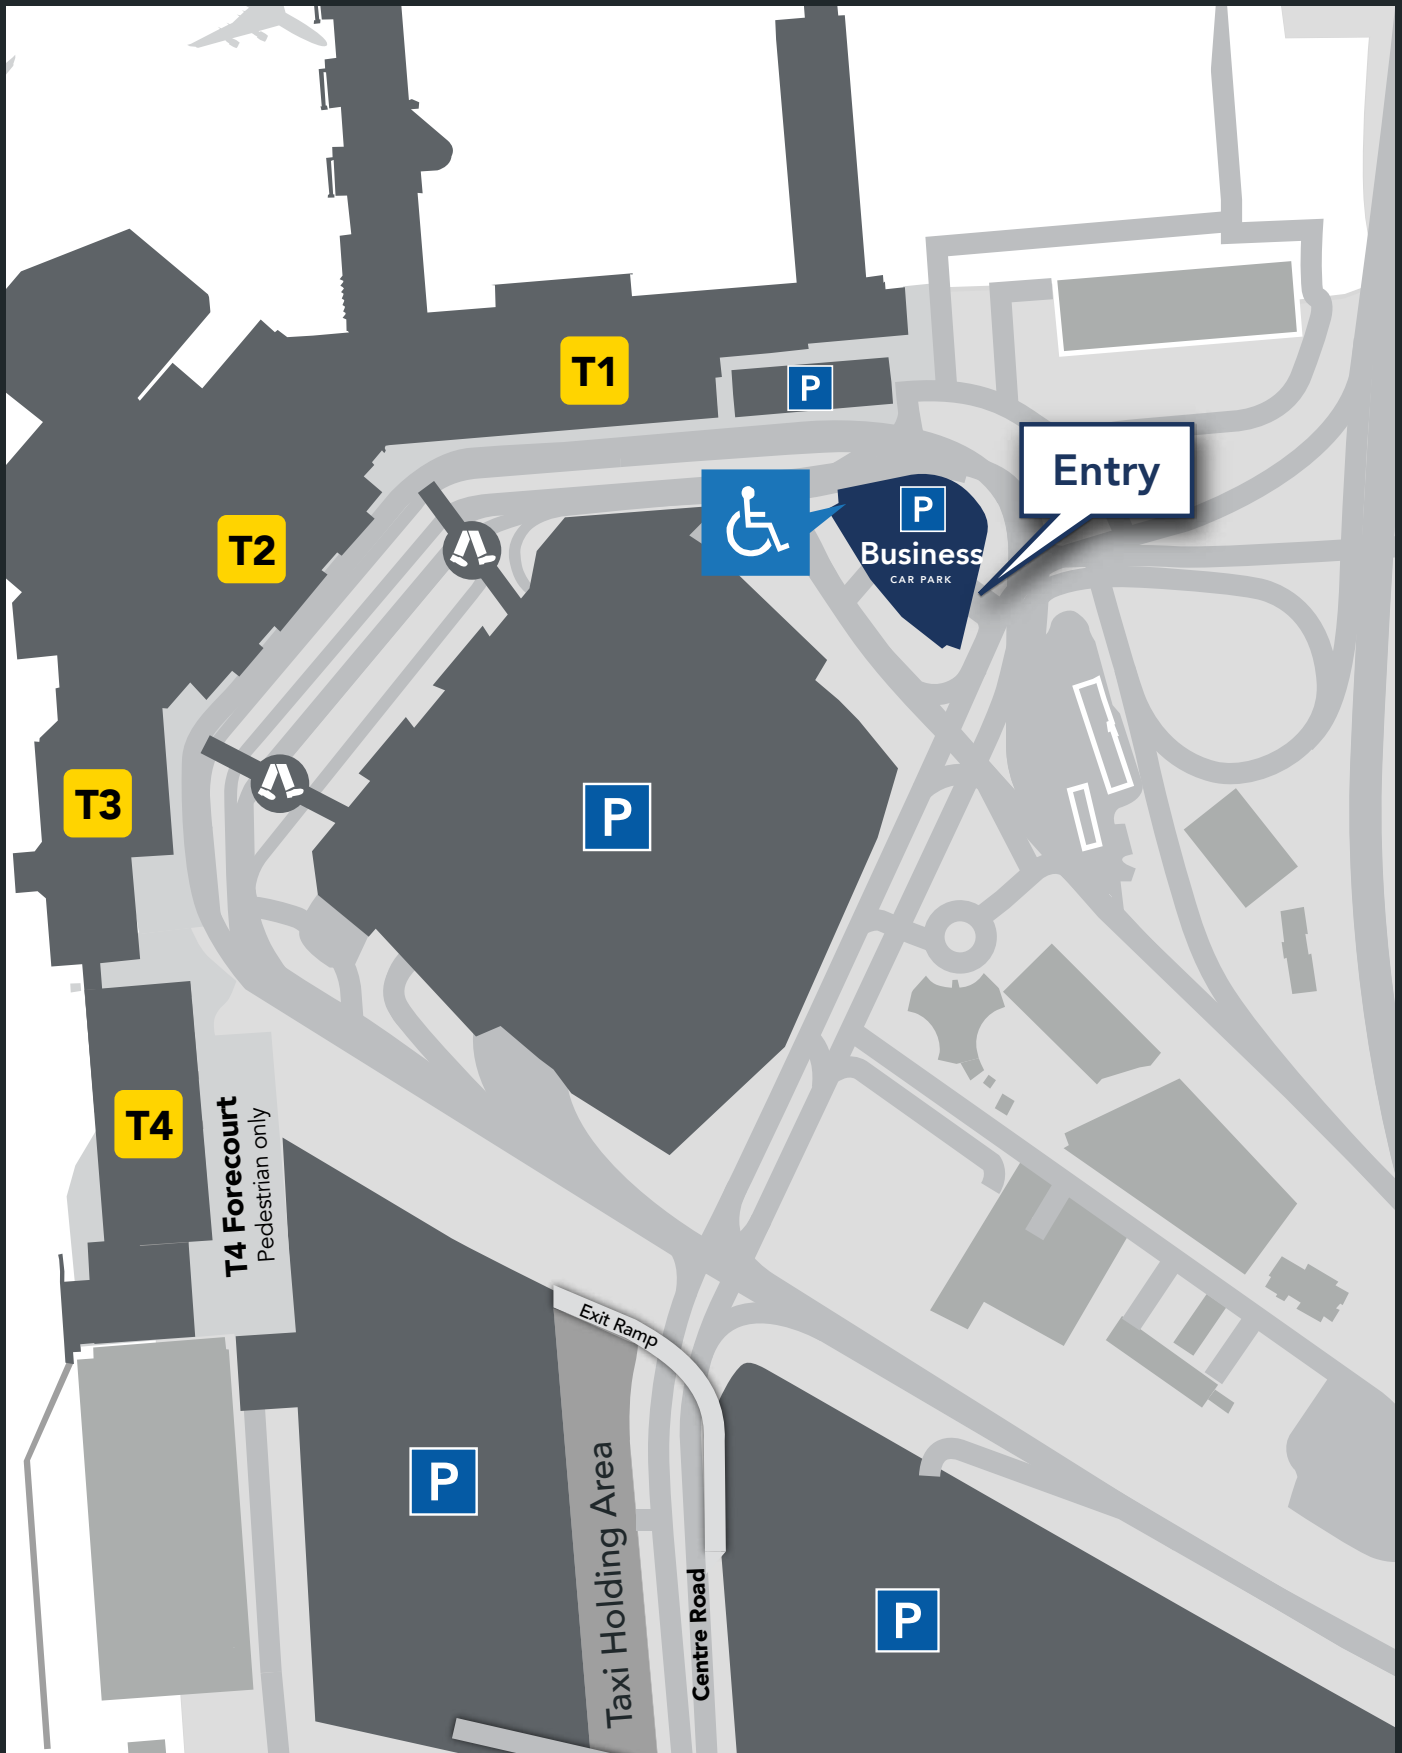 T1
P
Entry
P
Business
CAR PARK
T2
T3
P
T4
T4 Forecourt
Pedestrian only
Exit Ramp
P
Taxi Holding Area
Centre Road
P